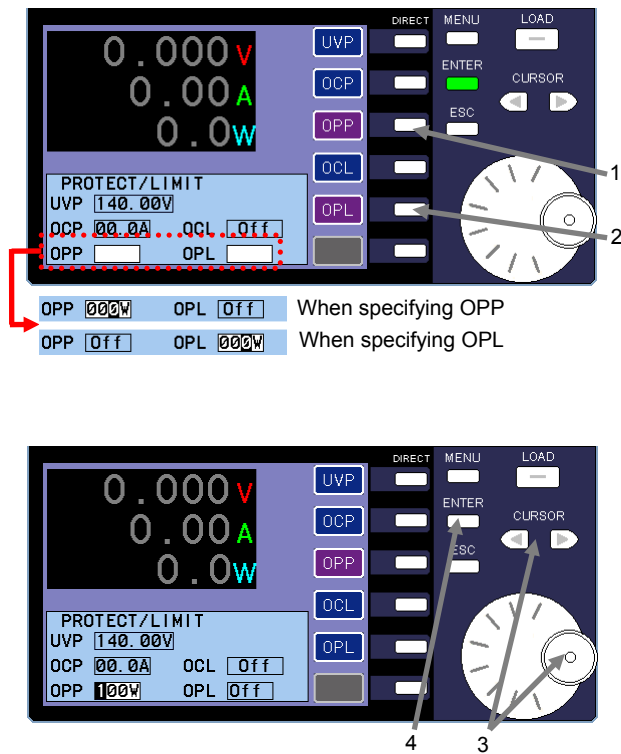 DIRECT MENU LOAD
0.000V UVP
0.00A OCP ENTER CURSOR
0.0W OPP ESC
1
PROTECT/LIMIT OCL
UVP 140.00V
OCP 00.0A OCL Off OPL
2
OPP OPL
OPP 000W OPL Off When specifying OPP
OPP Off OPL 000W When specifying OPL
DIRECT MENU LOAD
0.000V UVP
0.00A OCP ENTER CURSOR
0.0W OPP ESC
PROTECT/LIMIT OCL
UVP 140.00V
OCP 00.0A OCL Off OPL
OPP 100W OPL Off
4 3